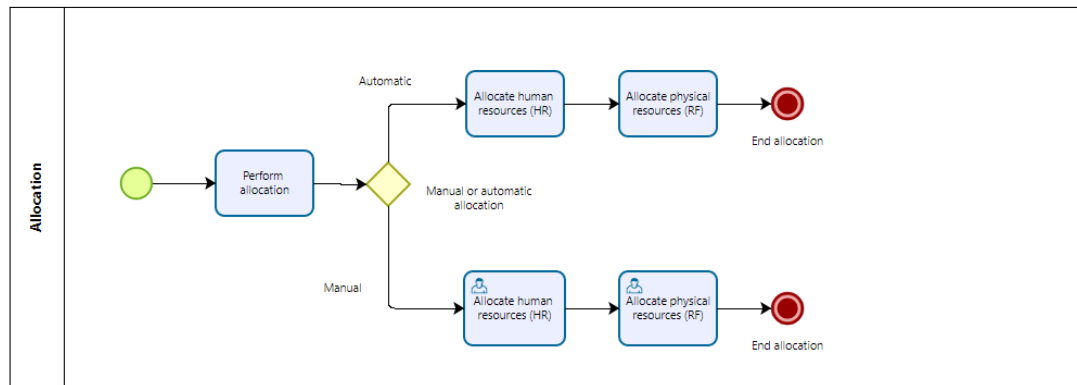 Allocation
Automatic
Allocate human
resources (HR)
Allocate physical
resources (RF)
End allocation
Perform
allocation
Manual or automatic
allocation
Manual
Allocate human
resources (HR)
Allocate physical
resources (RF)
End allocation